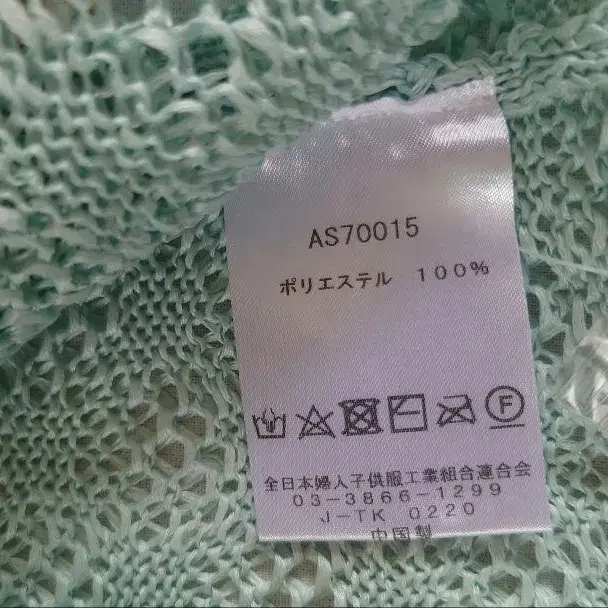 AS70015
ポリエステル 100%
F
全日本婦人子供服工業組合連合会
03-3866-1299
J-TK 0220
中国製